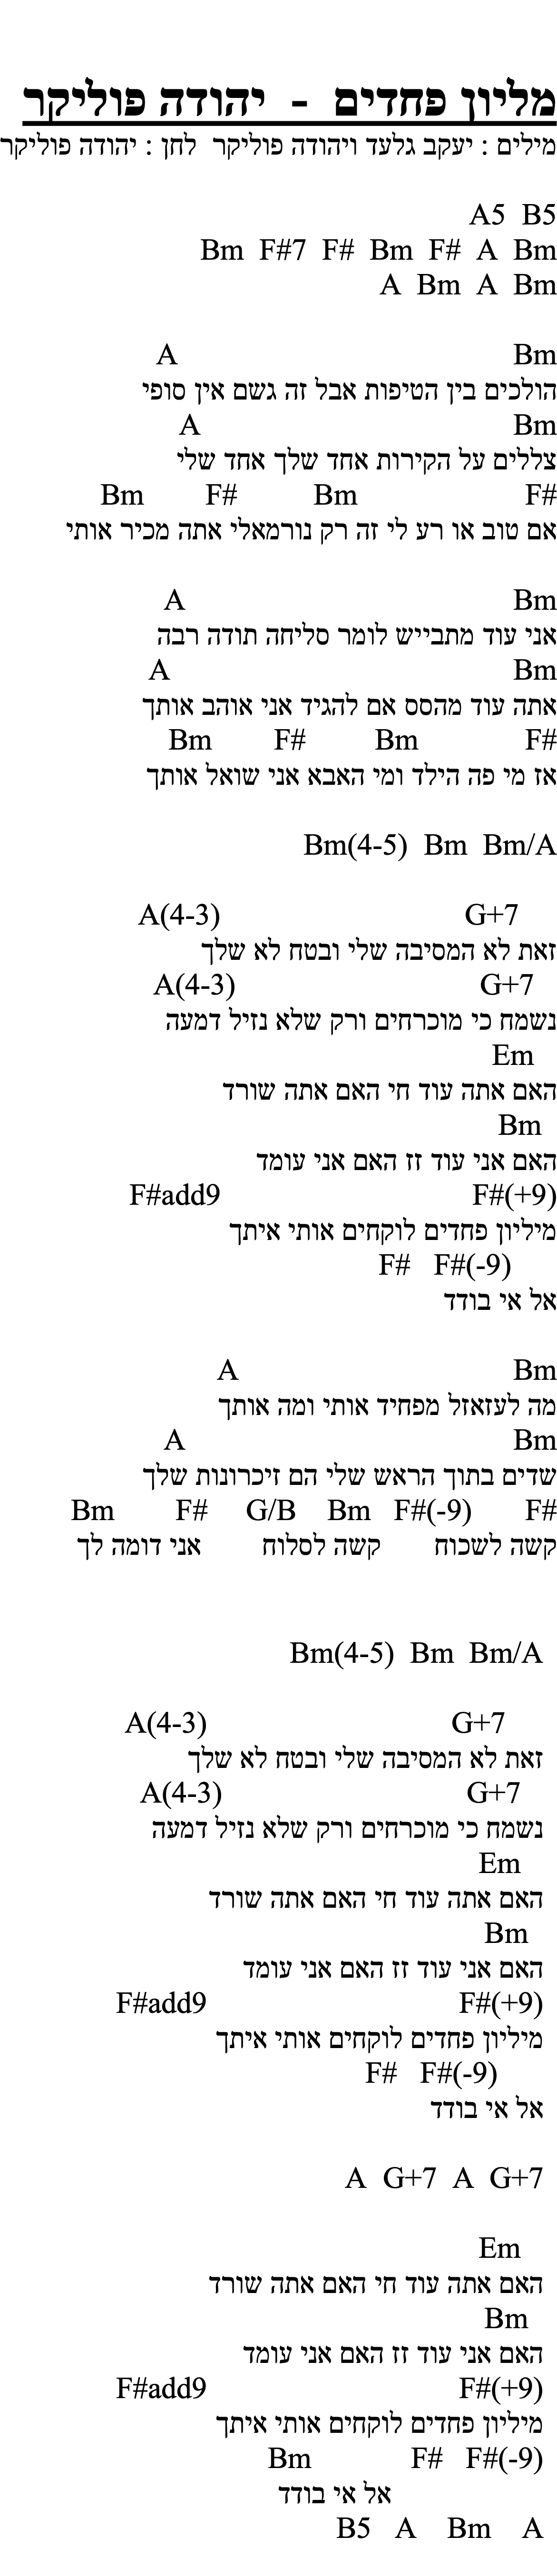 מליון פחדים - יהודה פוליקר
מילים : יעקב גלעד ויהודה פוליקר לחן : יהודה פוליקר
A5 B5
Bm F#7 F# Bm F# A Bm
A Bm A Bm
A Bm
הולכים בין הטיפות אבל זה גשם אין סופי
A Bm
צללים על הקירות אחד שלך אחד שלי
Bm F# Bm F#
אם טוב או רע לי זה רק נורמאלי אתה מכיר אותי
A Bm
אני עוד מתבייש לומר סליחה תודה רבה
A Bm
אתה עוד מהסס אם להגיד אני אוהב אותך
Bm F# Bm F#
אז מי פה הילד ומי האבא אני שואל אותך
Bm(4-5) Bm Bm/A
A(4-3) G+7
זאת לא המסיבה שלי ובטח לא שלך
A(4-3) G+7
נשמח כי מוכרחים ורק שלא נזיל דמעה
Em
האם אתה עוד חי האם אתה שורד
Bm
האם אני עוד זז האם אני עומד
F#add9 F#(+9)
מיליון פחדים לוקחים אותי איתך
F# F#(-9)
אל אי בודד
A Bm
מה לעזאזל מפחיד אותי ומה אותך
A Bm
שדים בתוך הראש שלי הם זיכרונות שלך
Bm F# G/B Bm F#(-9) F#
קשה לשכוח קשה לסלוח אני דומה לך
Bm(4-5) Bm Bm/A
A(4-3) G+7
זאת לא המסיבה שלי ובטח לא שלך
A(4-3) G+7
נשמח כי מוכרחים ורק שלא נזיל דמעה
Em
האם אתה עוד חי האם אתה שורד
Bm
האם אני עוד זז האם אני עומד
F#add9 F#(+9)
מיליון פחדים לוקחים אותי איתך
F# F#(-9)
אל אי בודד
A G+7 A G+7
Em
האם אתה עוד חי האם אתה שורד
Bm
האם אני עוד זז האם אני עומד
F#add9 F#(+9)
מיליון פחדים לוקחים אותי איתך
Bm F# F#(-9)
אל אי בודד
B5 A Bm A